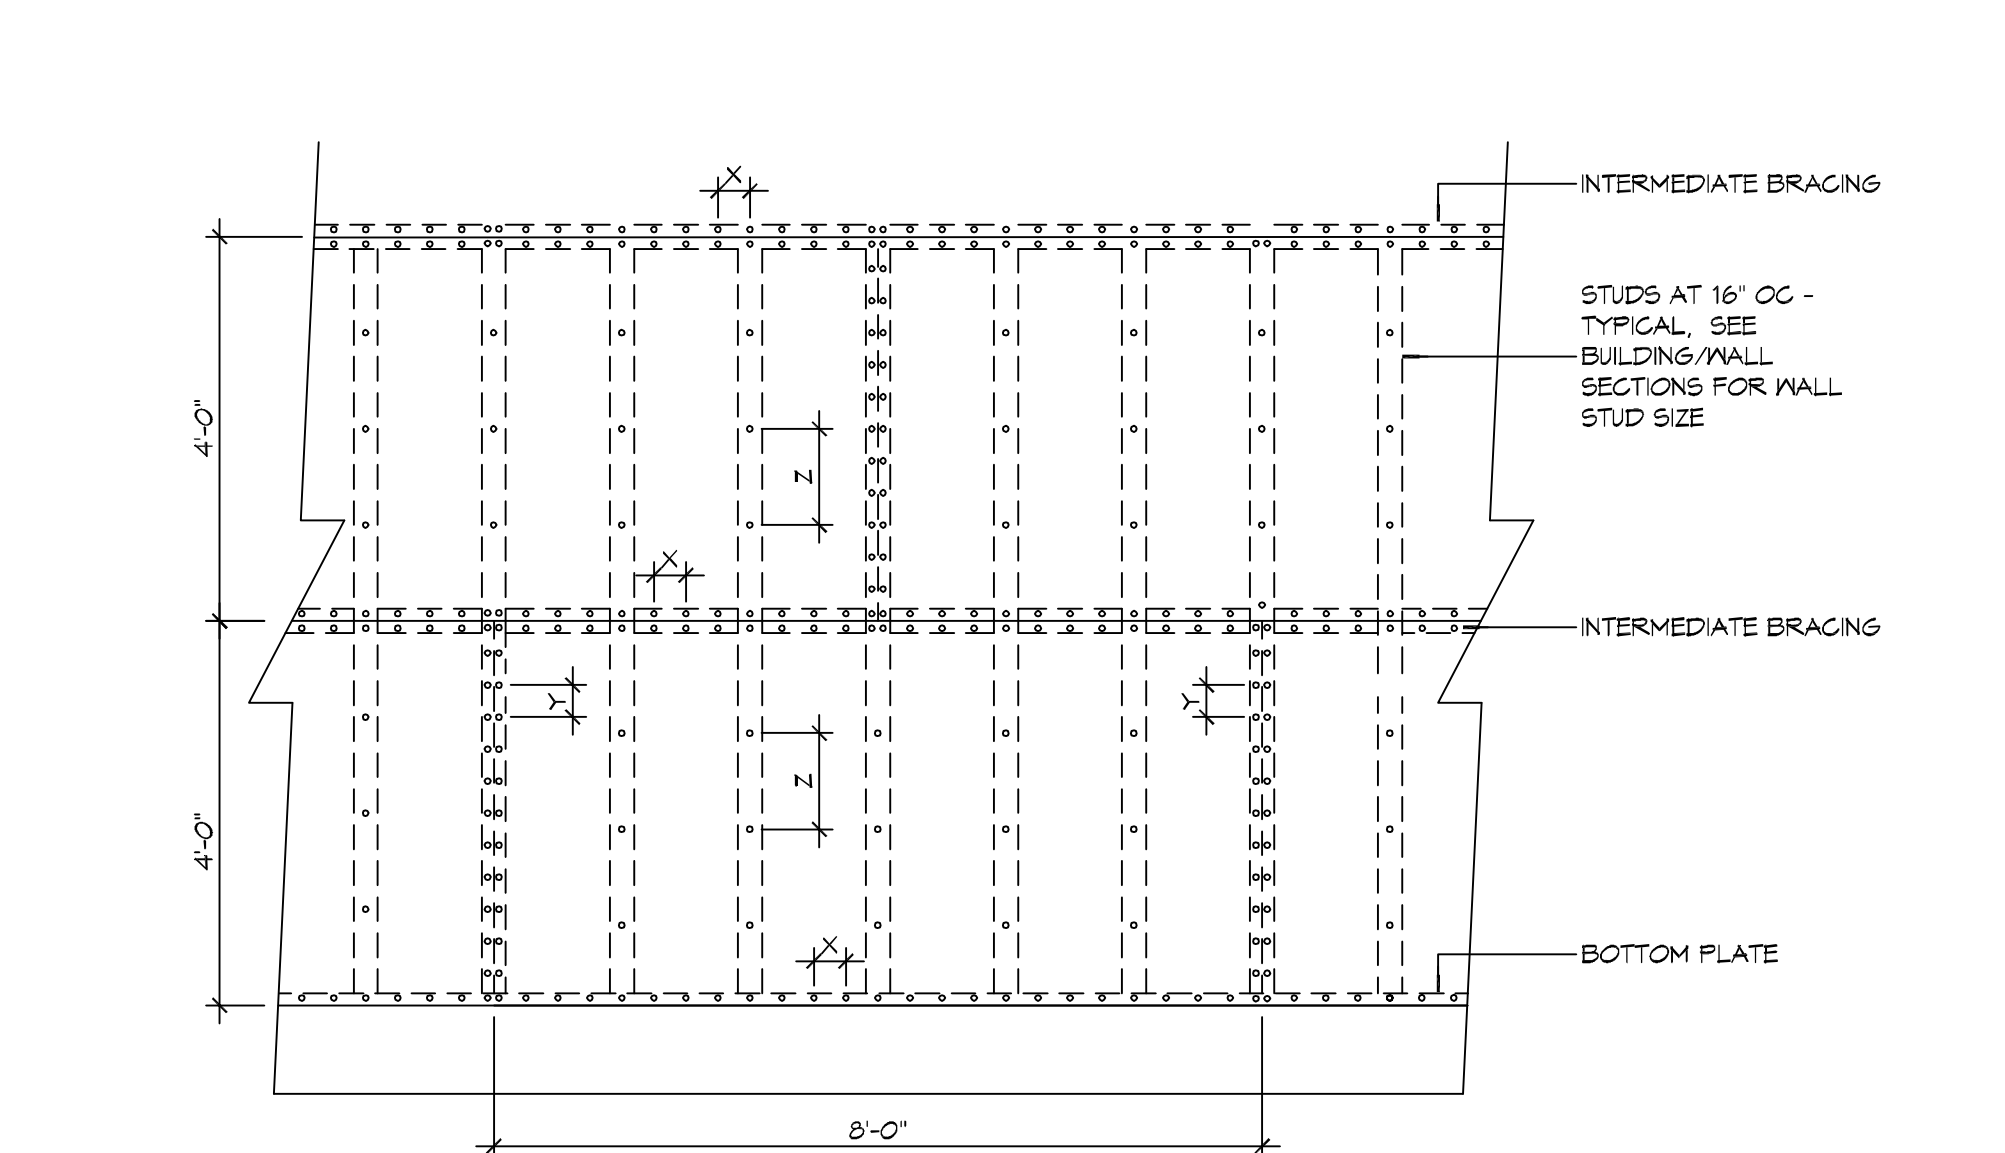 X
INTERMEDIATE BRACING
STUDS AT 16" OC -
TYPICAL, SEE
BUILDING/WALL
SECTIONS FOR WALL
STUD SIZE
4'-0"
Z
X
INTERMEDIATE BRACING
Y
Y
Z
4'-0"
X
BOTTOM PLATE
8'-0"